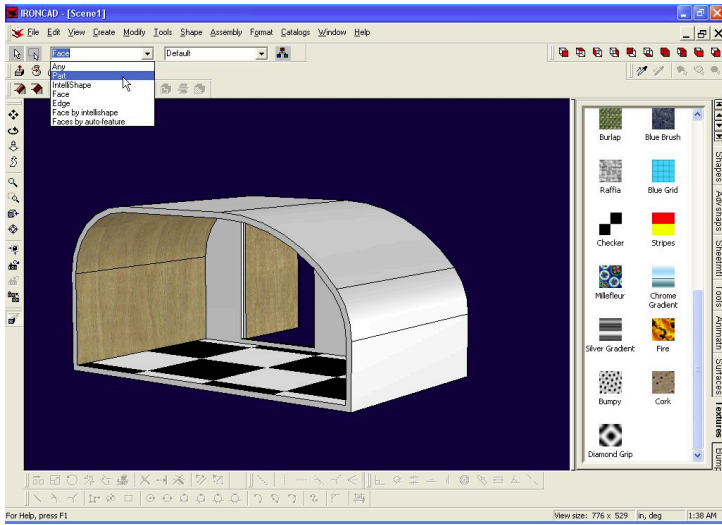 IRONCAD - [Scene1]
File Edit View Create Modify Tools Shape Assembly Format Catalogs Window Help
Face Default
Any
Part
IntelliShape
Face
Edge
Face by intellishape
Faces by auto-feature
Burlap Blue Brush
Raffia Blue Grid
Checker Stripes
Millefleur Chrome Gradient
Silver Gradient Fire
Bumpy Cork
Diamond Grip
Shapes
Advshaps
Sheetmtl
Tools
Animatn
Surfaces
Textures
Bump
For Help, press F1 View size: 776 x 529 in, deg 1:38 AM